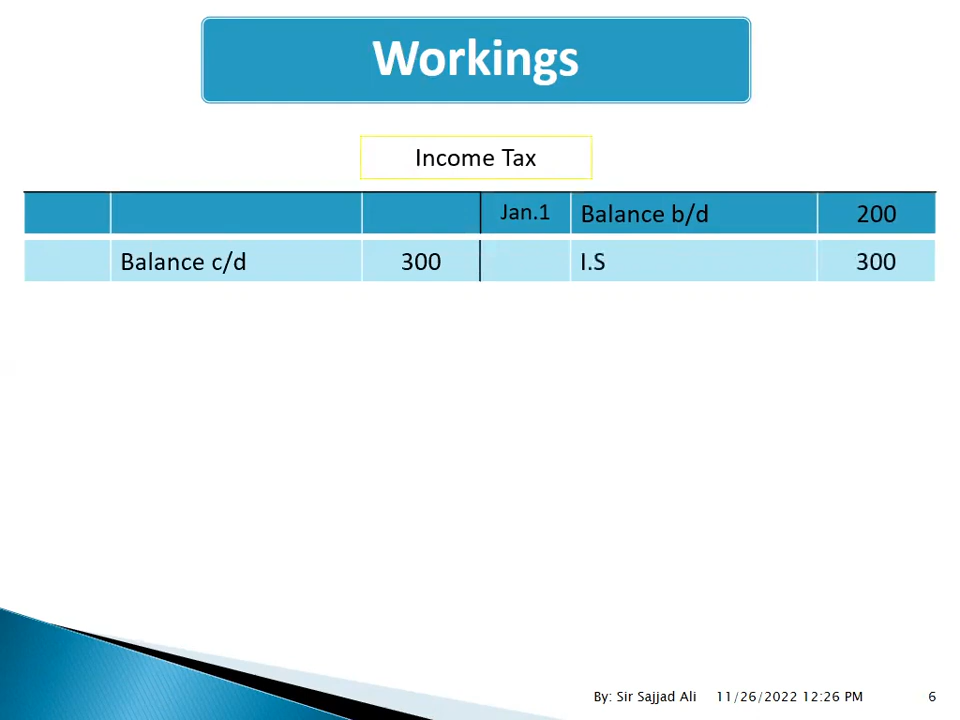 Workings
Income Tax
Jan.1 Balance b/d 200
Balance c/d 300 I.S 300
By: Sir Sajjad Ali 11/26/2022 12:26 PM 6